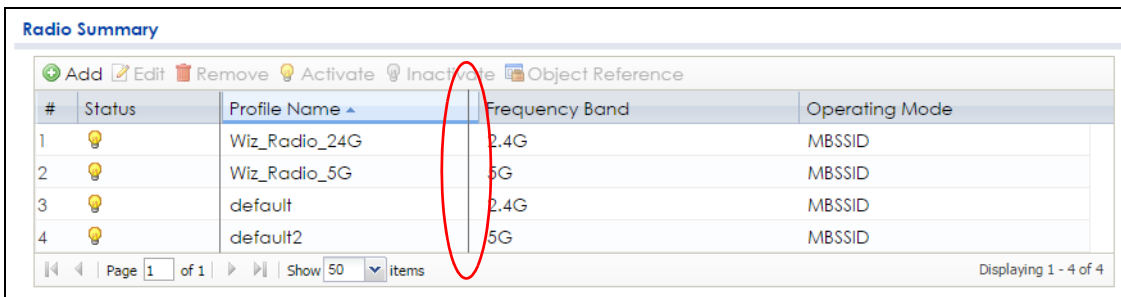 Radio Summary
Add Edit Remove Activate Inactivate Object Reference
# Status Profile Name Frequency Band Operating Mode
1 Wiz_Radio_24G 2.4G MBSSID
2 Wiz_Radio_5G 5G MBSSID
3 default 2.4G MBSSID
4 default2 5G MBSSID
Page 1 of 1 Show 50 items Displaying 1 - 4 of 4